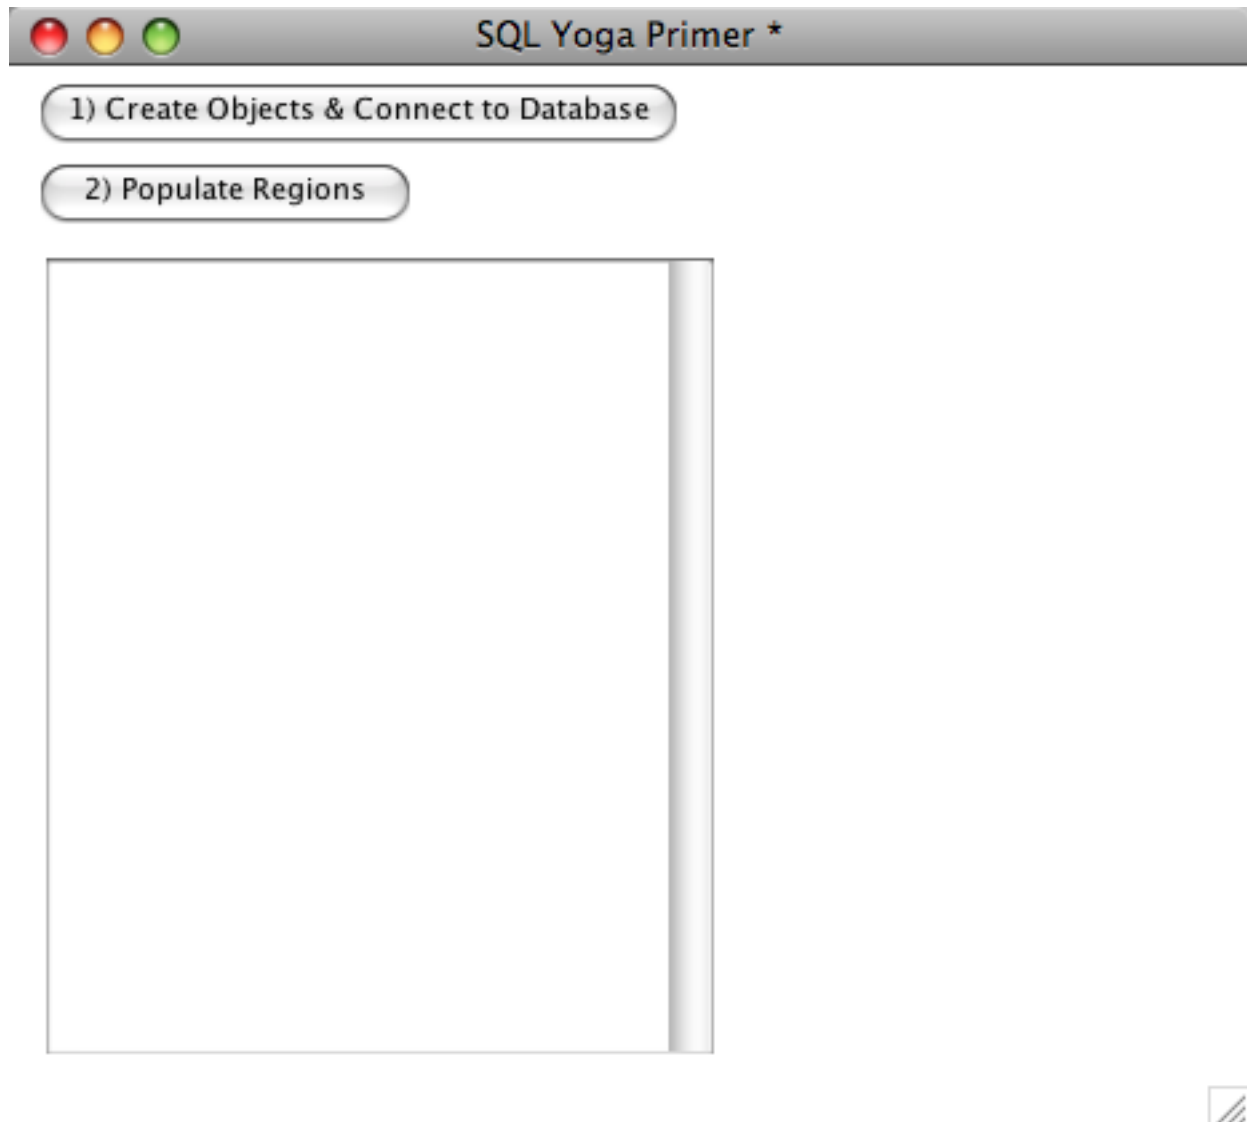 SQL Yoga Primer *
1) Create Objects & Connect to Database
2) Populate Regions